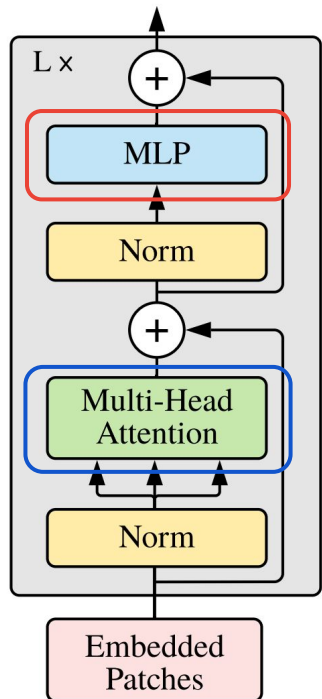 L ×
+
MLP
Norm
+
Multi-Head
Attention
Norm
Embedded
Patches